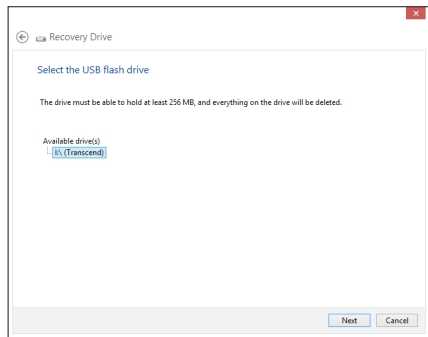 Recovery Drive
Select the USB flash drive
The drive must be able to hold at least 256 MB, and everything on the drive will be deleted.
Available drive(s)
I:\ (Transcend)
Next Cancel